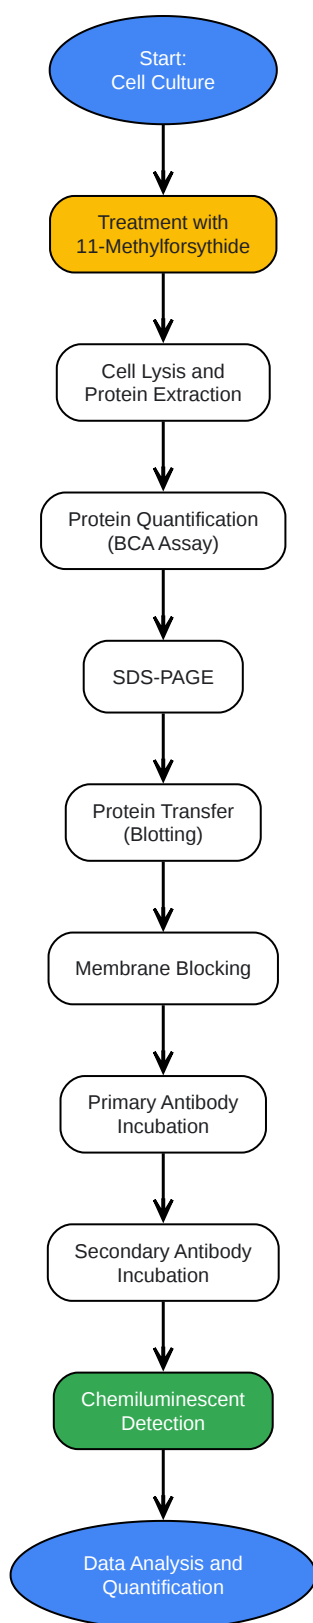 Start:
Cell Culture
Treatment with
11-Methylforsythide
Cell Lysis and
Protein Extraction
Protein Quantification
(BCA Assay)
SDS-PAGE
Protein Transfer
(Blotting)
Membrane Blocking
Primary Antibody
Incubation
Secondary Antibody
Incubation
Chemiluminescent
Detection
Data Analysis and
Quantification